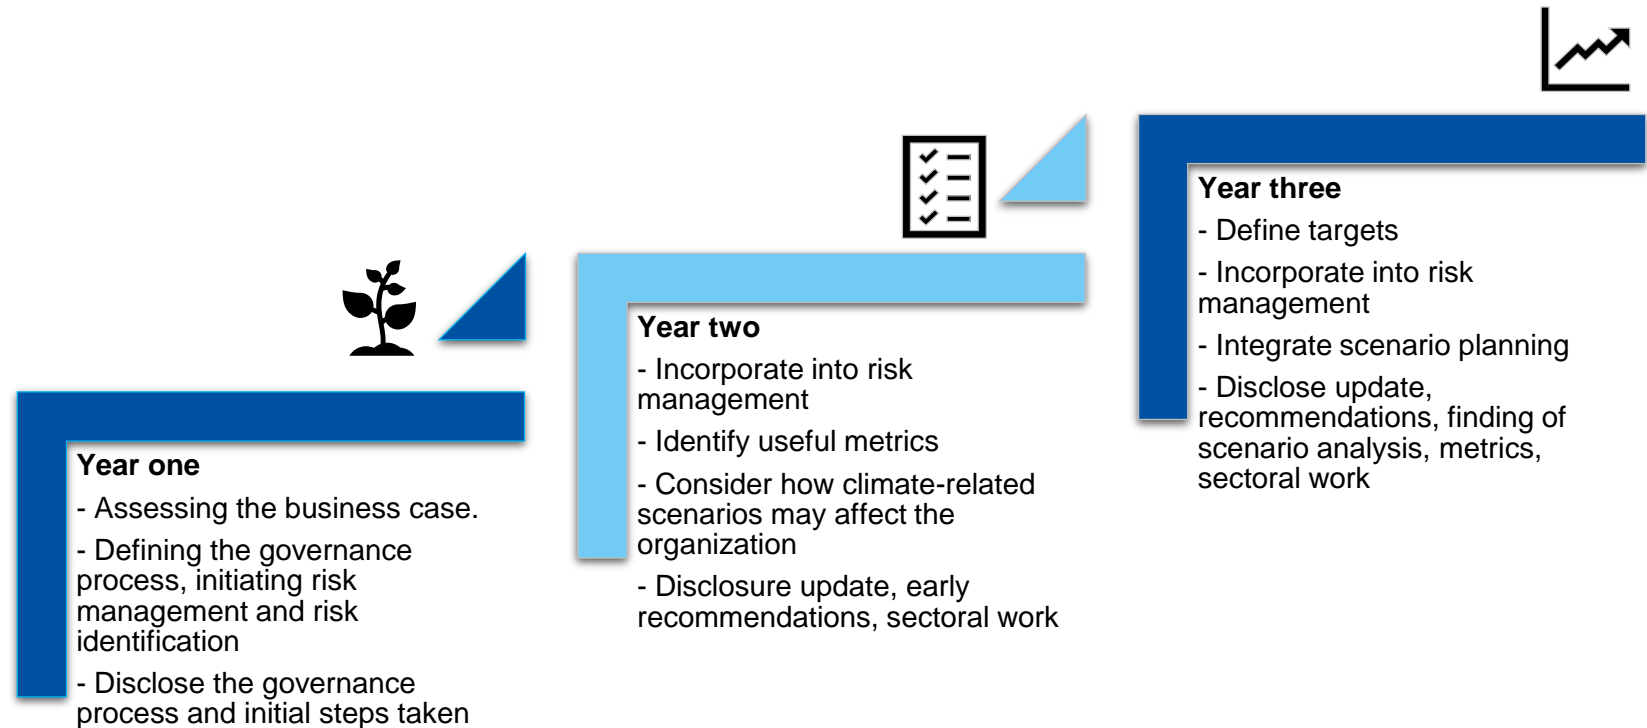 Year one
- Assessing the business case.
- Defining the governance
process, initiating risk
management and risk
identification
- Disclose the governance
process and initial steps taken
Year two
- Incorporate into risk
management
- Identify useful metrics
- Consider how climate-related
scenarios may affect the
organization
- Disclosure update, early
recommendations, sectoral work
Year three
- Define targets
- Incorporate into risk
management
- Integrate scenario planning
- Disclose update,
recommendations, finding of
scenario analysis, metrics,
sectoral work